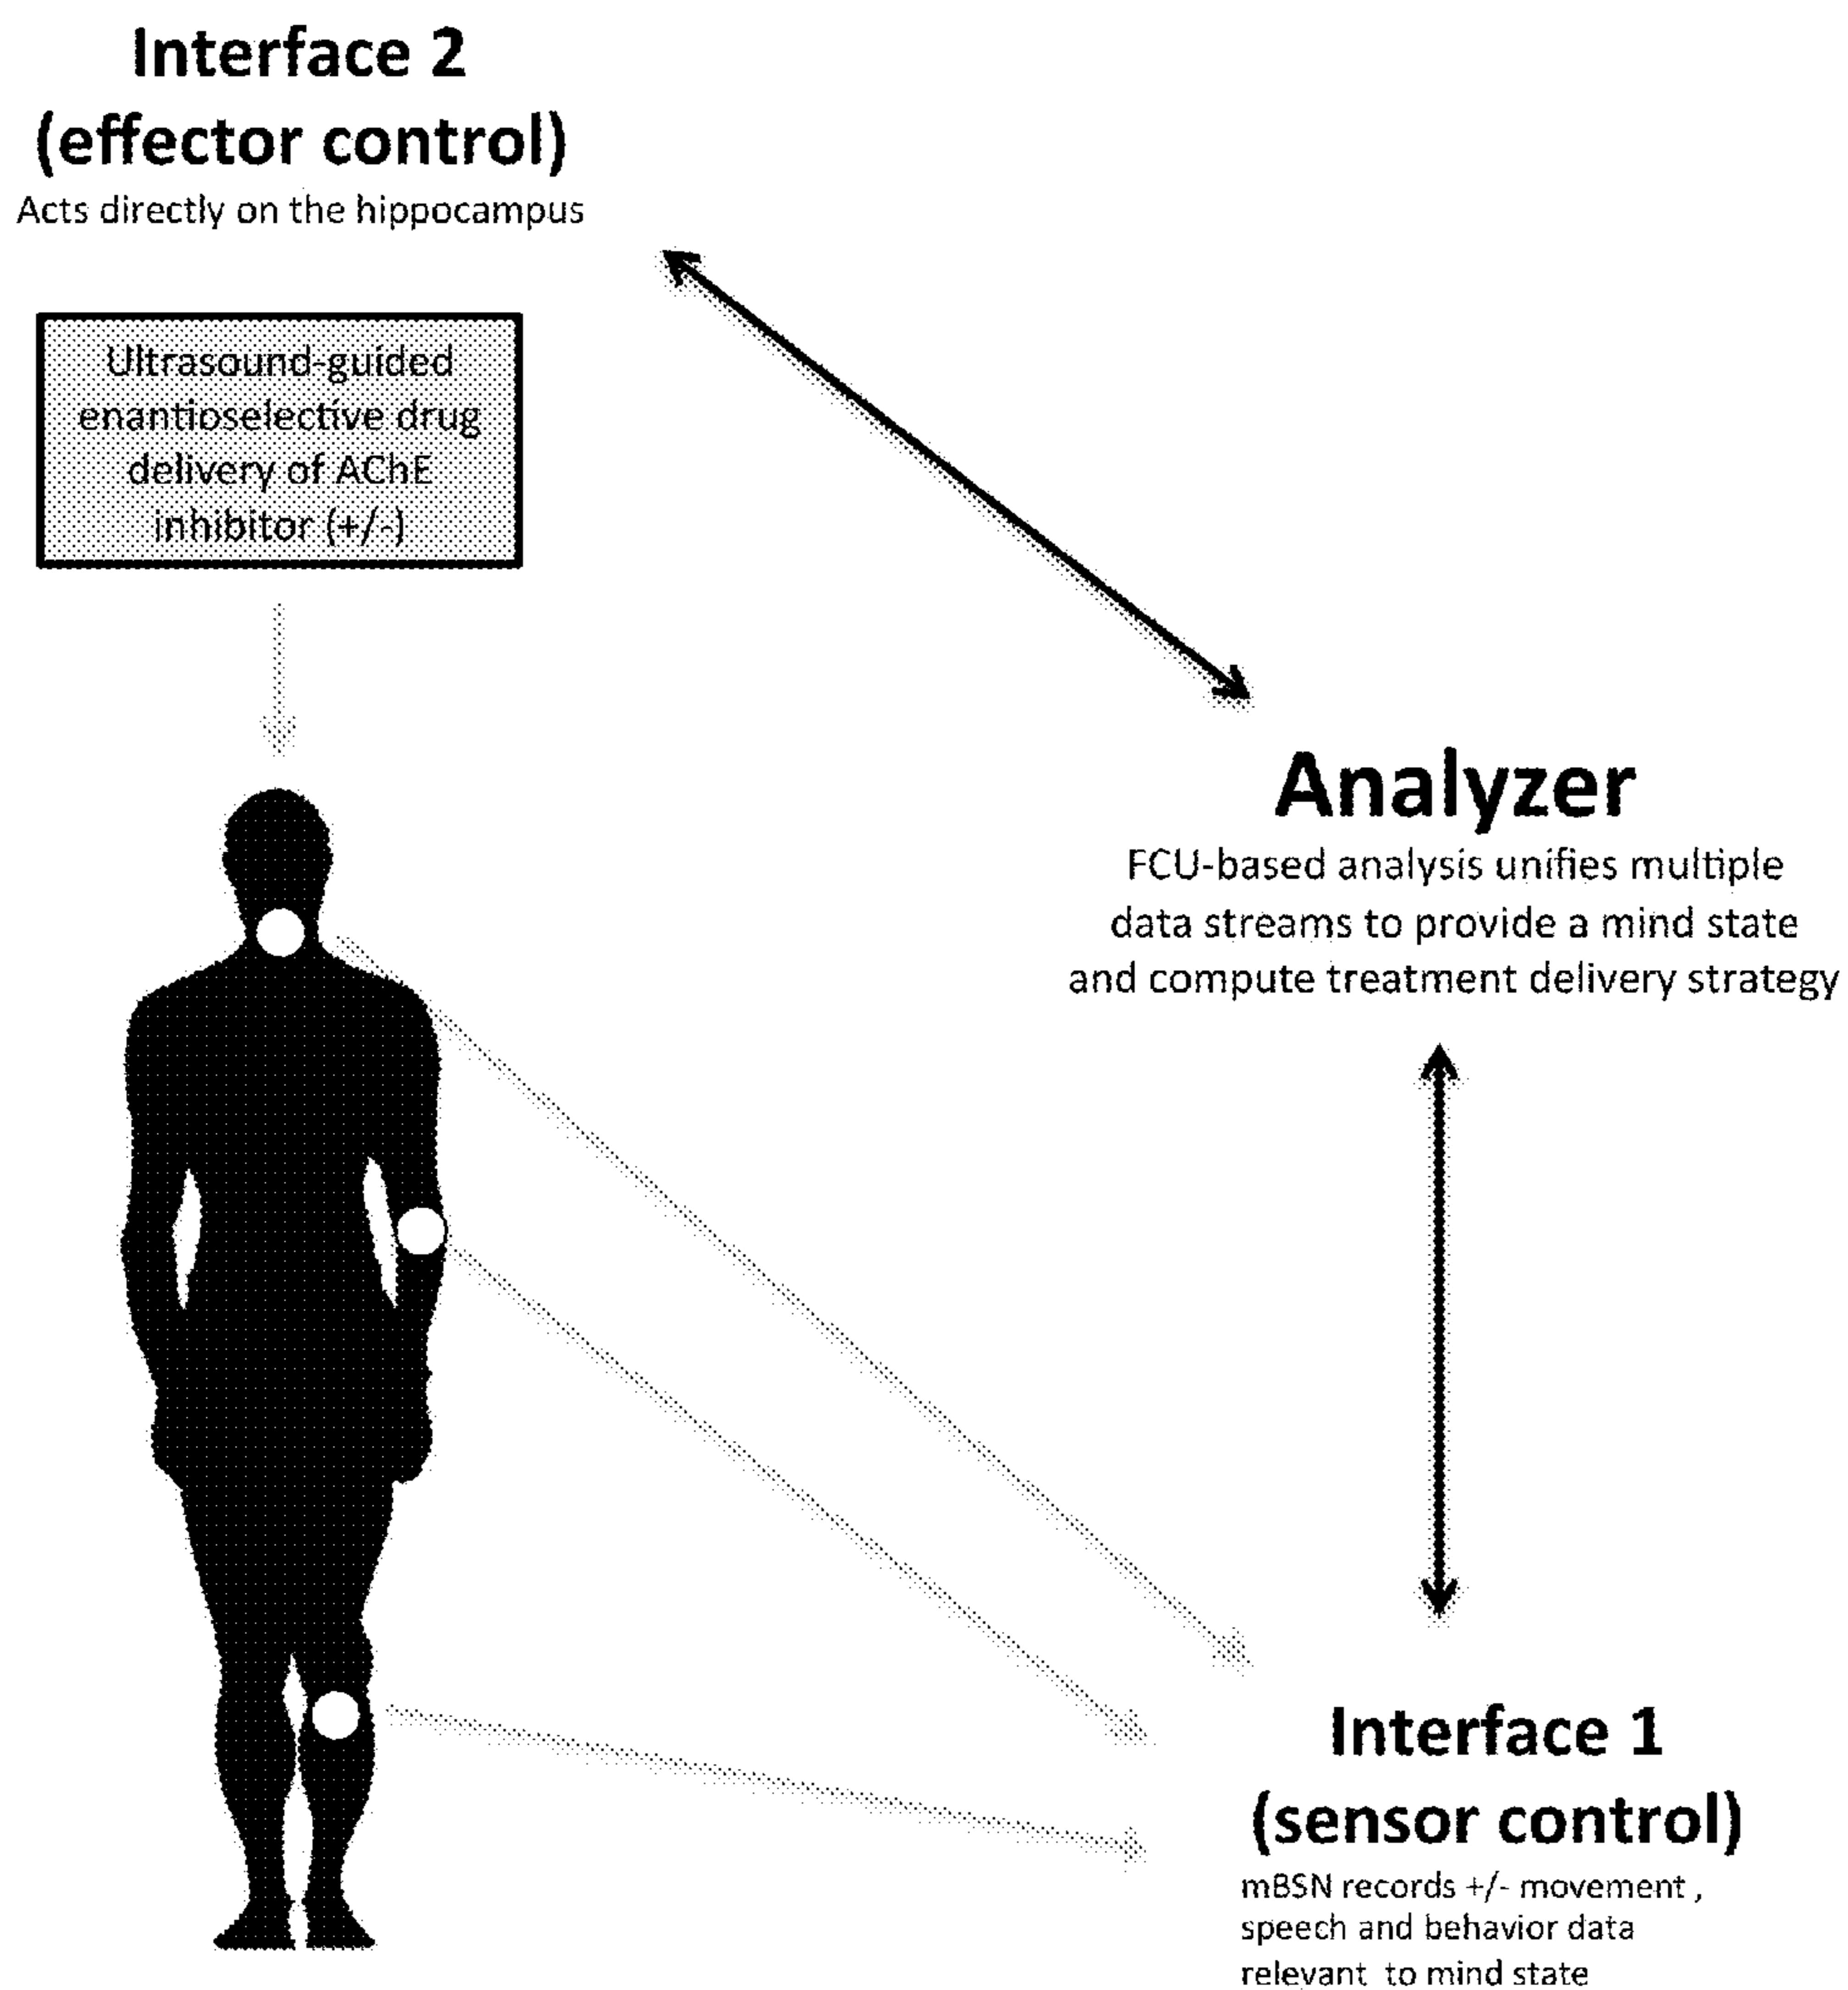 Interface 2
(effector control)
Acts directly on the hippocampus
Ultrasound-guided
enantioselective drug
delivery of AChE
inhibitor (+/-)
Analyzer
FCU-based analysis unifies multiple
data streams to provide a mind state
and compute treatment delivery strategy
Interface 1
(sensor control)
mBSN records +/- movement ,
speech and behavior data
relevant to mind state